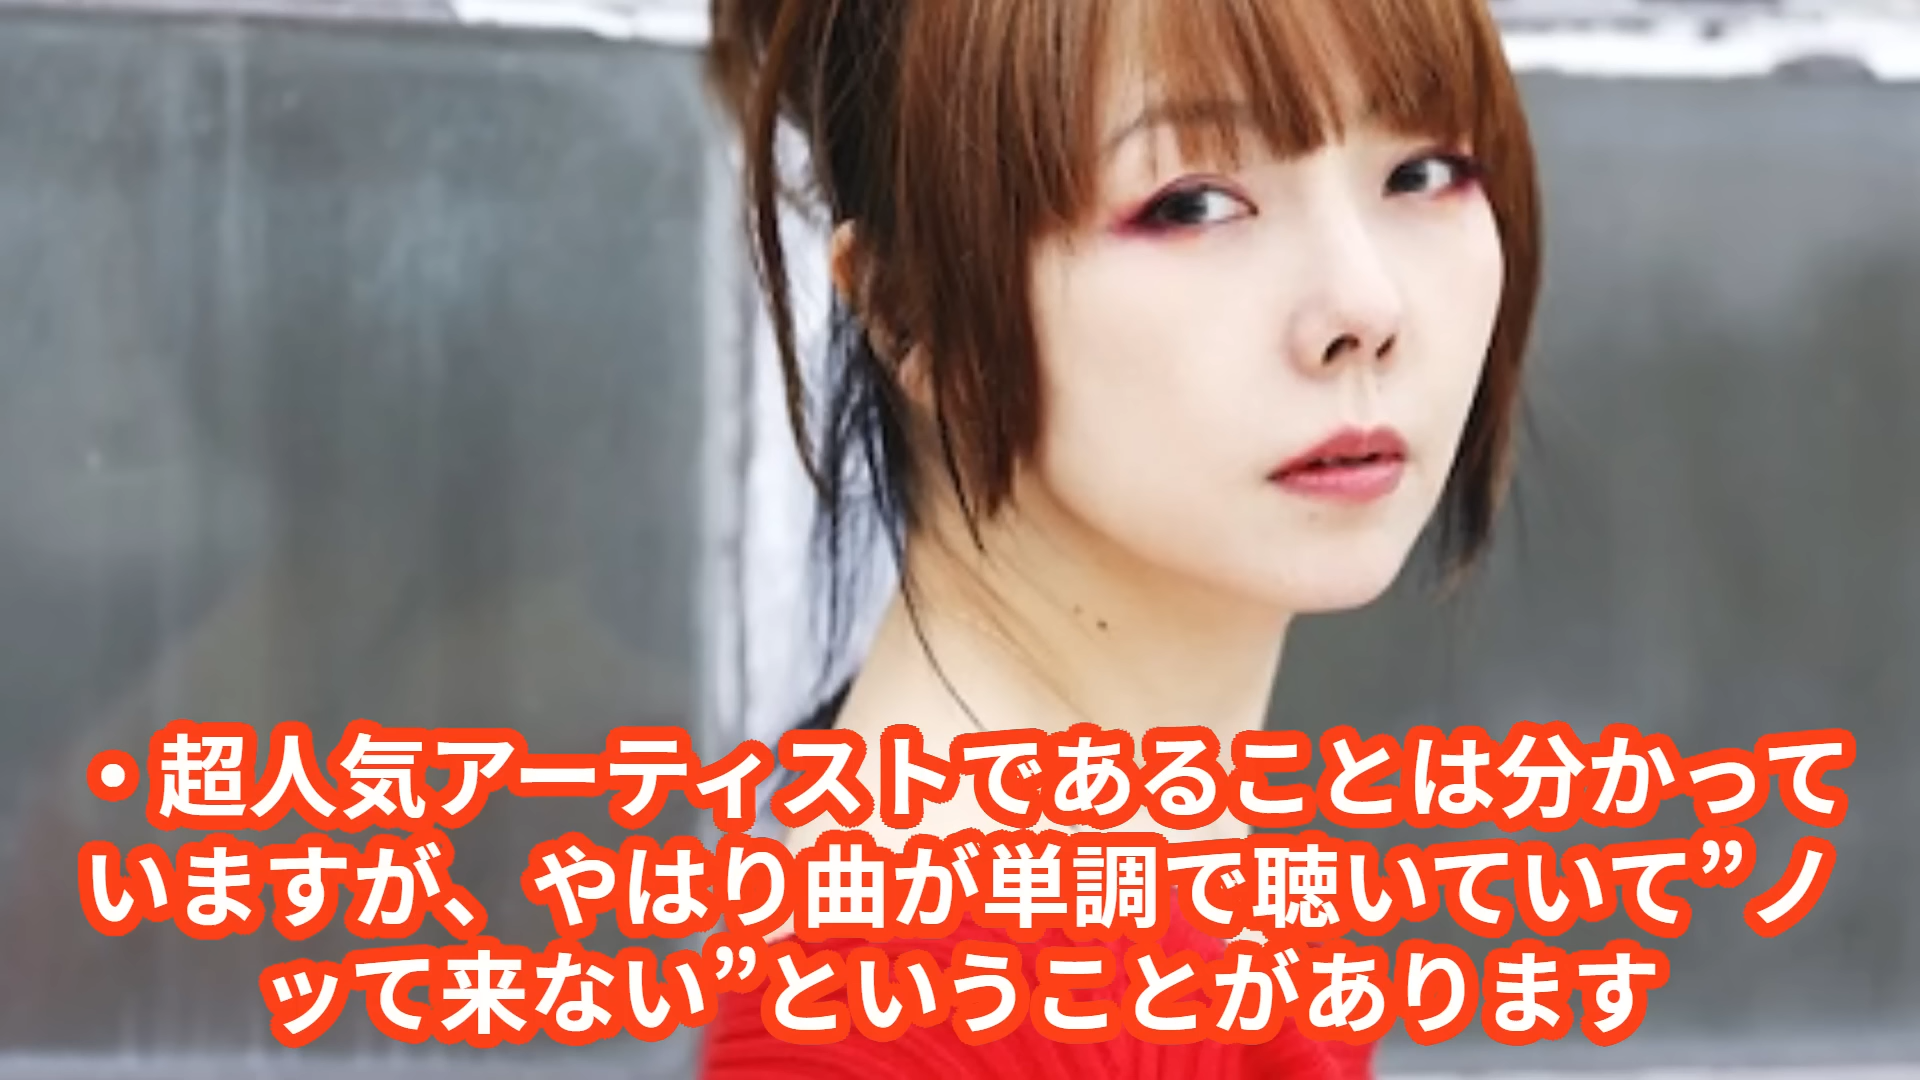 ・超人気アーティストであることは分かって
いますが、やはり曲が単調で聴いていて”ノ
ッて来ない”ということがあります